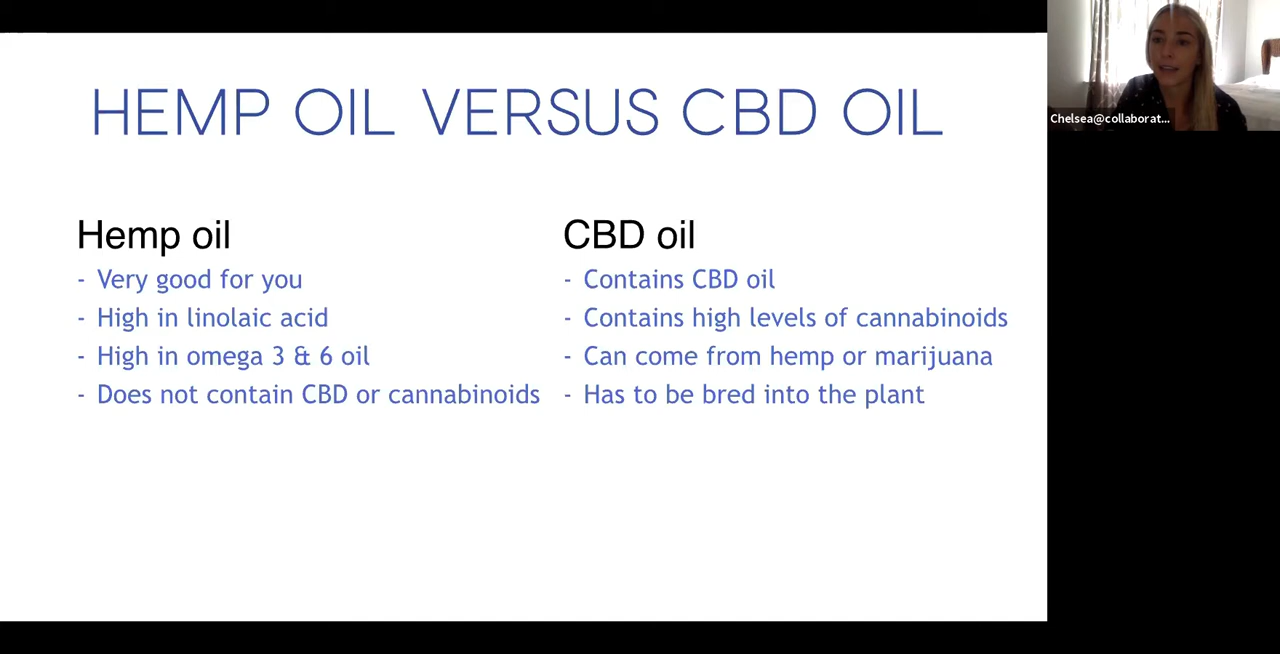 HEMP OIL VERSUS CBD OIL
Hemp oil
- Very good for you
- High in linolaic acid
- High in omega 3 & 6 oil
- Does not contain CBD or cannabinoids
CBD oil
- Contains CBD oil
- Contains high levels of cannabinoids
- Can come from hemp or marijuana
- Has to be bred into the plant
Chelsea@collaborat...